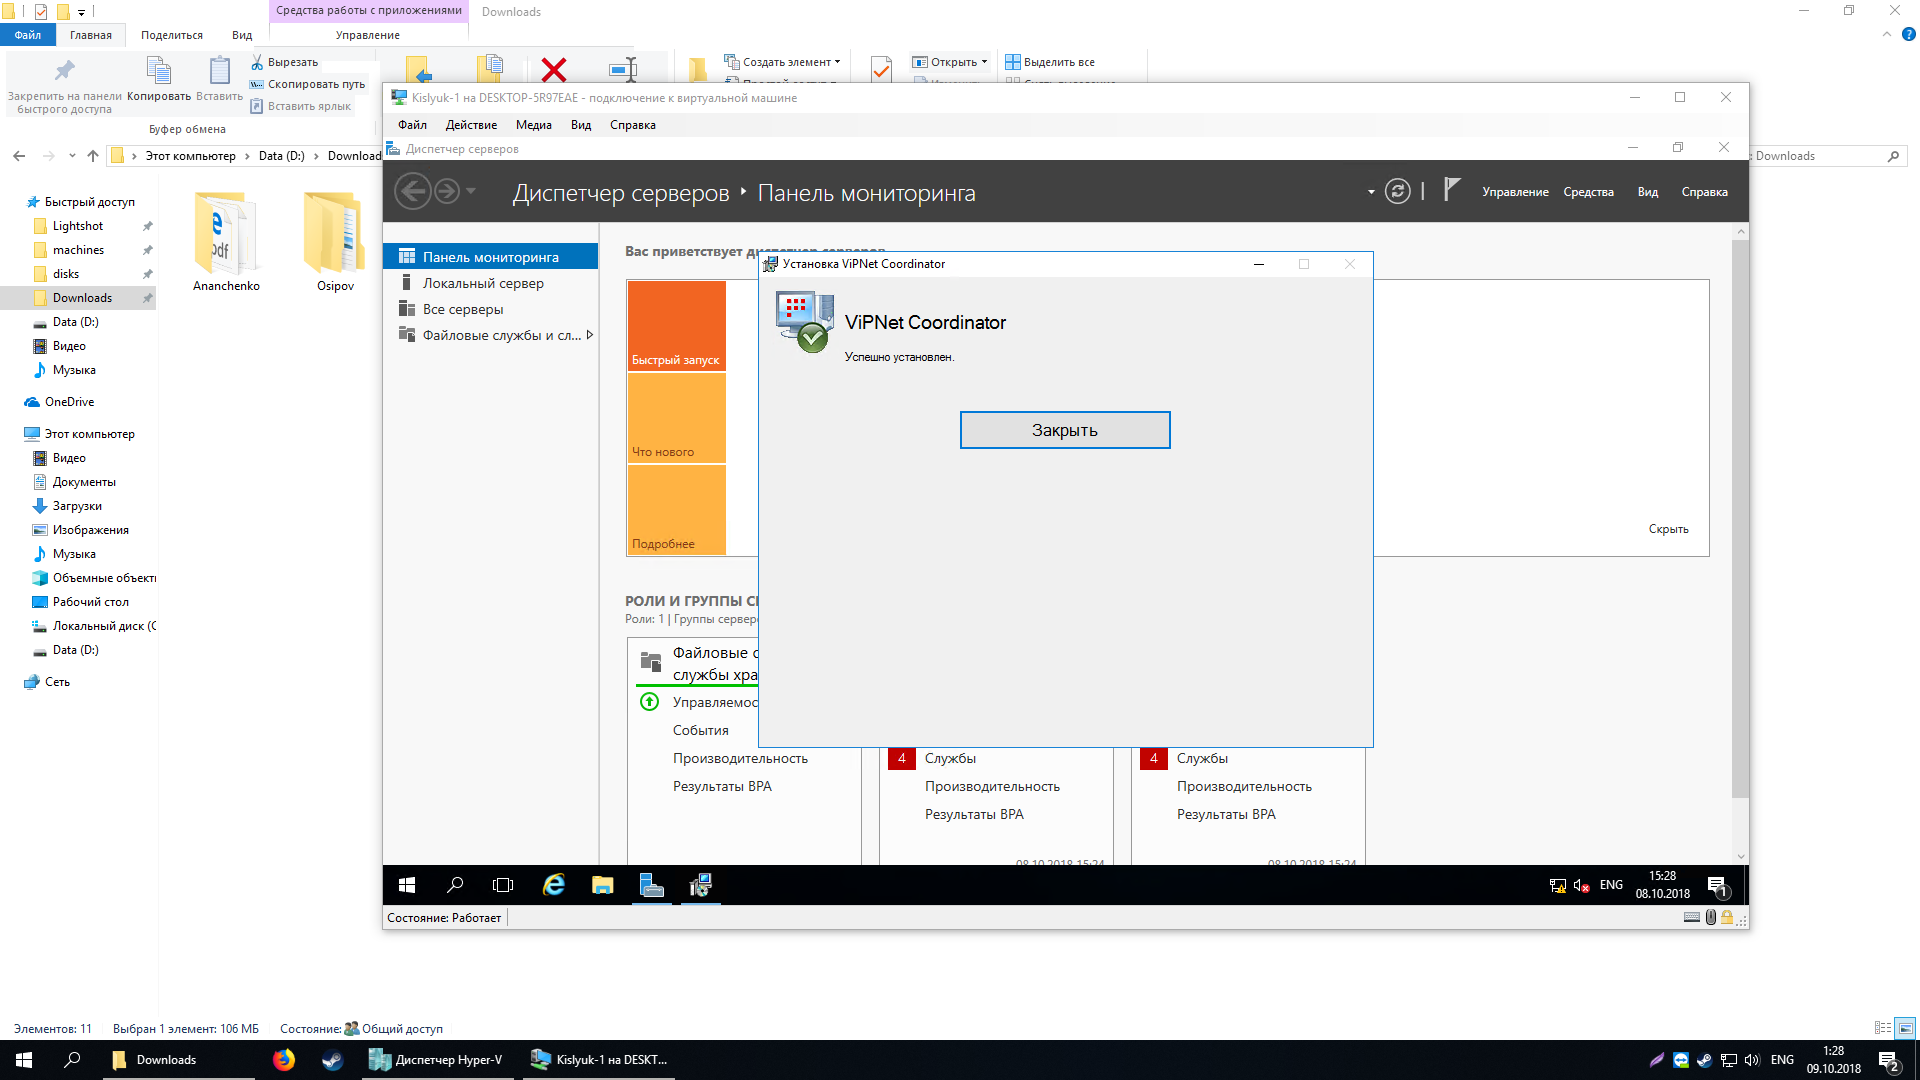 Средства работы с приложениями
Downloads
Файл
Главная
Поделиться
Вид
Управление
Закрепить на панели быстрого доступа
Копировать
Вставить
Вырезать
Скопировать путь
Вставить ярлык
Буфер обмена
Создать элемент
Открыть
Выделить все
Этот компьютер
Data (D:)
Download
: Downloads
Быстрый доступ
Lightshot
machines
disks
Downloads
Data (D:)
Видео
Музыка
OneDrive
Этот компьютер
Видео
Документы
Загрузки
Изображения
Музыка
Объемные объект
Рабочий стол
Локальный диск (C
Data (D:)
Сеть
Ananchenko
Osipov
Kislyuk-1 на DESKTOP-5R97EAE - подключение к виртуальной машине
Файл
Действие
Медиа
Вид
Справка
Диспетчер серверов
Диспетчер серверов
Панель мониторинга
Управление
Средства
Вид
Справка
Панель мониторинга
Локальный сервер
Все серверы
Файловые службы и сл...
Вас приветствует диспетчер серверов
Быстрый запуск
Что нового
Подробнее
Скрыть
Установка ViPNet Coordinator
ViPNet Coordinator
Успешно установлен.
Закрыть
РОЛИ И ГРУППЫ СЕ
Роли: 1 | Группы серверо
Файловые с
службы хра
Управляемос
События
Производительность
Результаты BPA
4 Службы
Производительность
Результаты BPA
08.10.2018 15:24
4 Службы
Производительность
Результаты BPA
08.10.2018 15:24
ENG
15:28
08.10.2018
1
Состояние: Работает
Элементов: 11
Выбран 1 элемент: 106 МБ
Состояние:
Общий доступ
Downloads
Диспетчер Hyper-V
Kislyuk-1 на DESKT...
ENG
1:28
09.10.2018
2